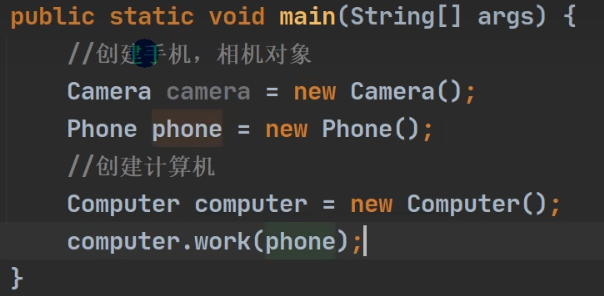 public static void main(String[] args) {
//创建手机，相机对象
Camera camera = new Camera();
Phone phone = new Phone();
//创建计算机
Computer computer = new Computer();
computer.work(phone);
}